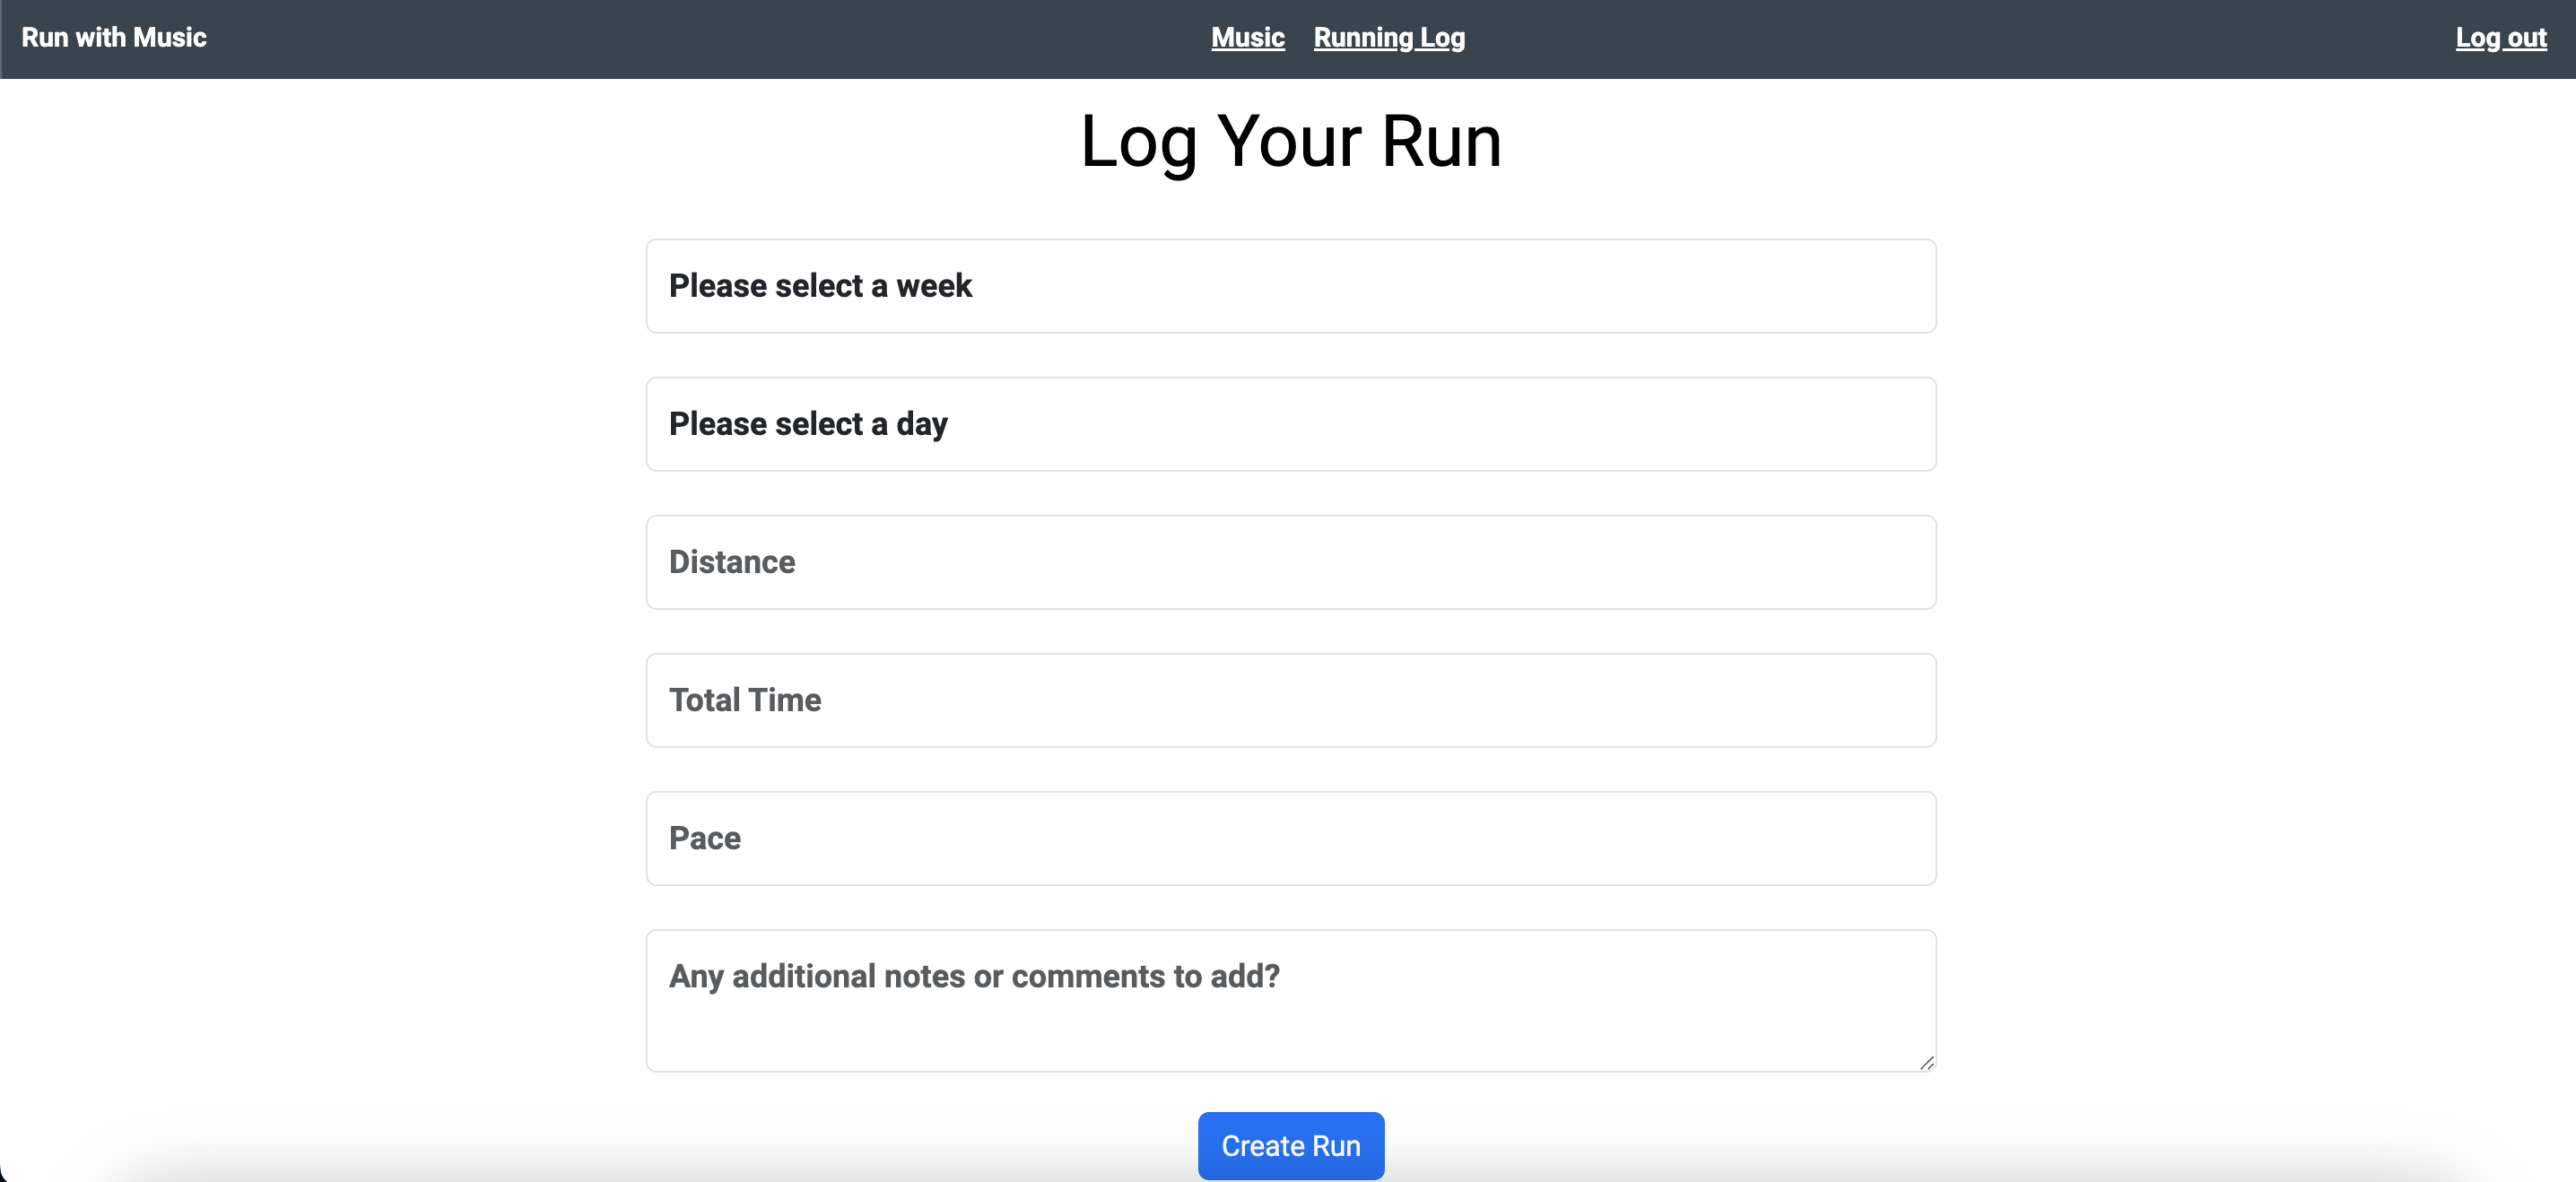 Run with Music
Music Running Log
Log out
Log Your Run
Please select a week
Please select a day
Distance
Total Time
Pace
Any additional notes or comments to add?
Create Run